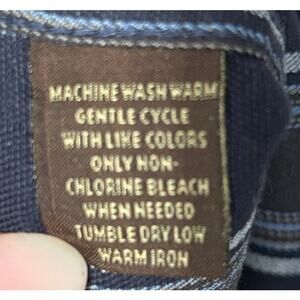 MACHINE WASH WARM
GENTLE CYCLE
WITH LIKE COLORS
ONLY NON-
CHLORINE BLEACH
WHEN NEEDED
TUMBLE DRY LOW
WARM IRON